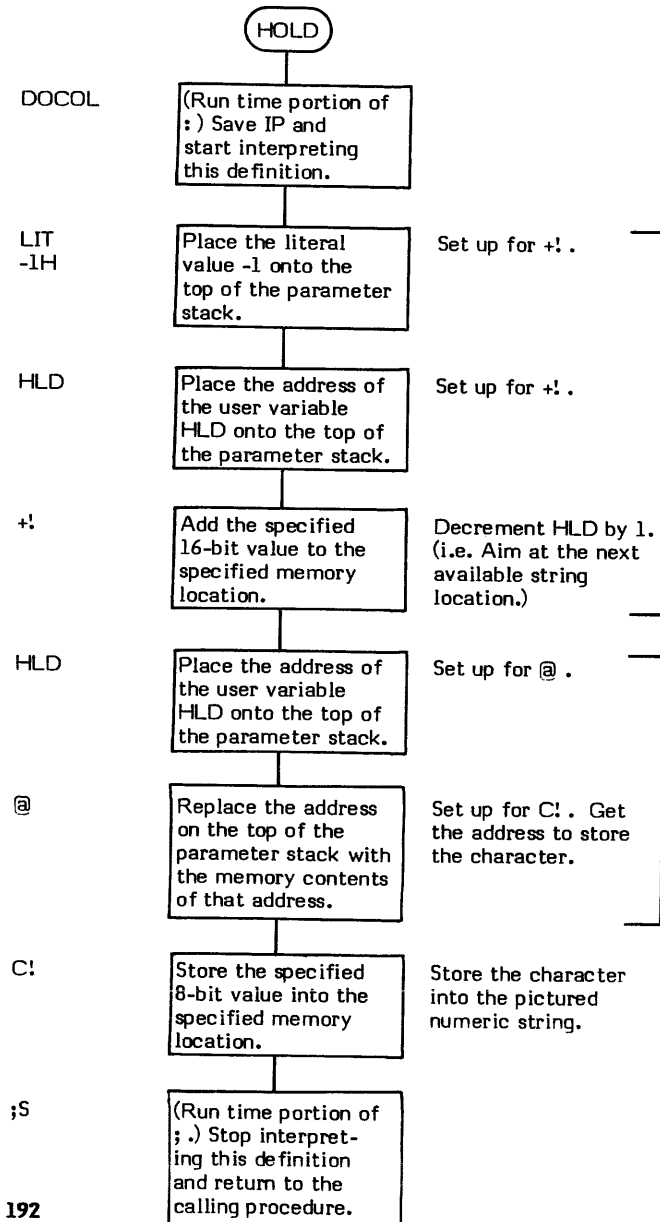 HOLD
DOCOL
(Run time portion of
: ) Save IP and
start interpreting
this definition.
LIT
-1H
Place the literal
value -1 onto the
top of the parameter
stack.
Set up for +! .
HLD
Place the address of
the user variable
HLD onto the top of
the parameter stack.
Set up for +! .
+!
Add the specified
16-bit value to the
specified memory
location.
Decrement HLD by 1.
(i.e. Aim at the next
available string
location.)
HLD
Place the address of
the user variable
HLD onto the top of
the parameter stack.
Set up for @ .
@
Replace the address
on the top of the
parameter stack with
the memory contents
of that address.
Set up for C! . Get
the address to store
the character.
C!
Store the specified
8-bit value into the
specified memory
location.
Store the character
into the pictured
numeric string.
;S
(Run time portion of
; .) Stop interpret-
ing this definition
and return to the
calling procedure.
192